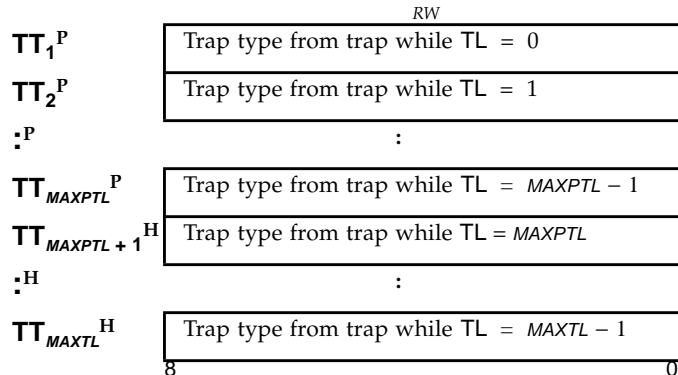 RW
TT1P Trap type from trap while TL = 0
TT2P Trap type from trap while TL = 1
:P :
TTMAXPTLP Trap type from trap while TL = MAXPTL − 1
TTMAXPTL + 1H Trap type from trap while TL = MAXPTL
:H :
TTMAXTLH Trap type from trap while TL = MAXTL − 1
8 0